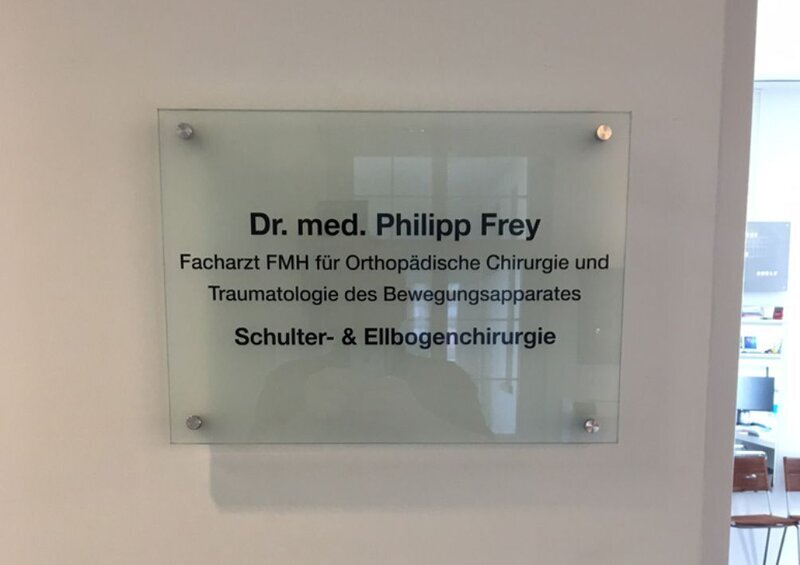 Dr. med. Philipp Frey
Facharzt FMH für Orthopädische Chirurgie und
Traumatologie des Bewegungsapparates
Schulter- & Ellbogenchirurgie